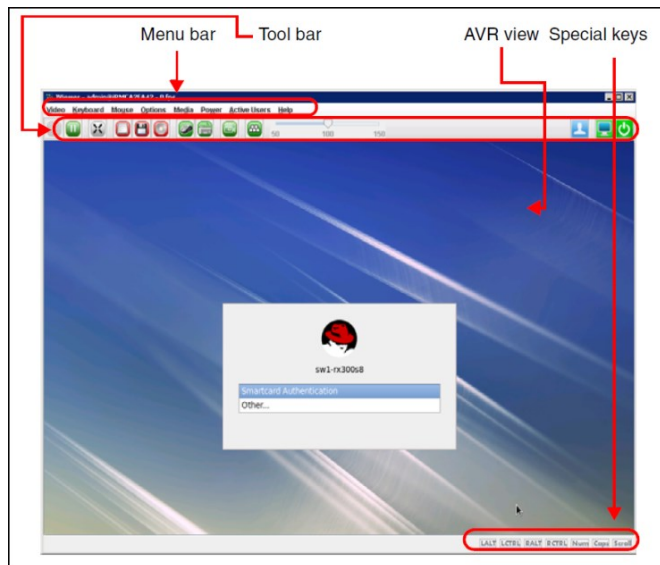 Menu bar Tool bar AVR view Special keys
Video Keyboard Mouse Options Media Power Active Users Help
50 100 150
sw1-rx300s8
Smartcard Authentication
Other...
LALT LCTRL RALT RCTRL Num Caps Scroll